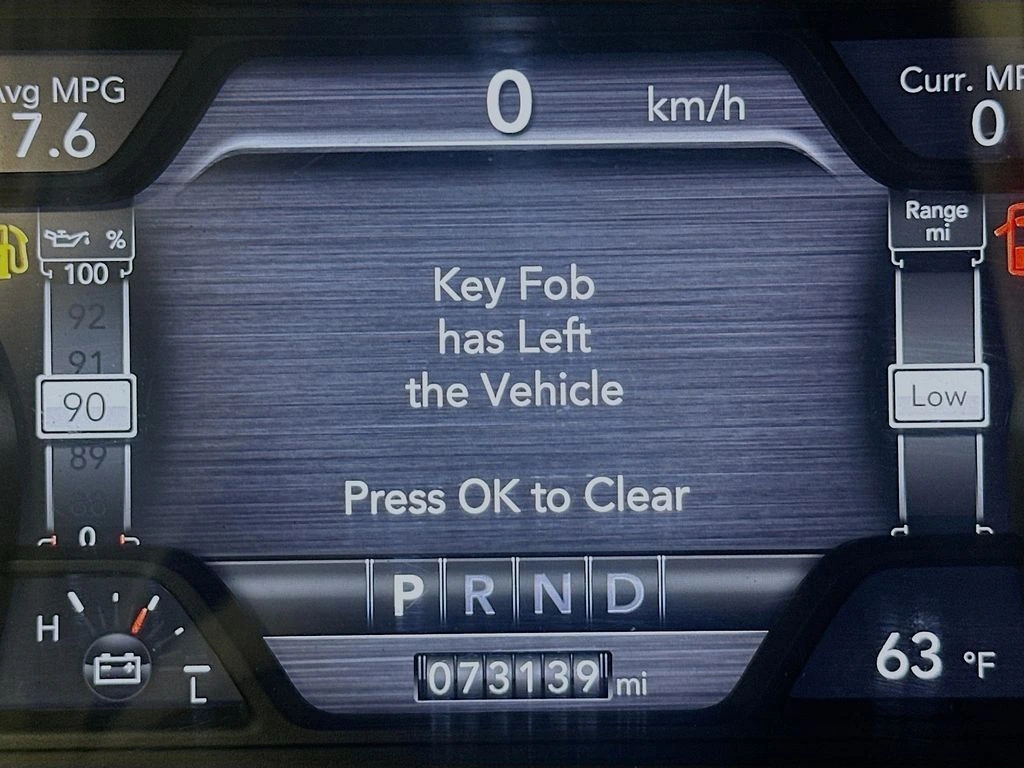 Avg MPG
7.6
0 km/h
Curr. MP
0
%
100
92
91
90
89
0
Range
mi
Low
Key Fob
has Left
the Vehicle
Press OK to Clear
P R N D
H
L
073139 mi
63 °F